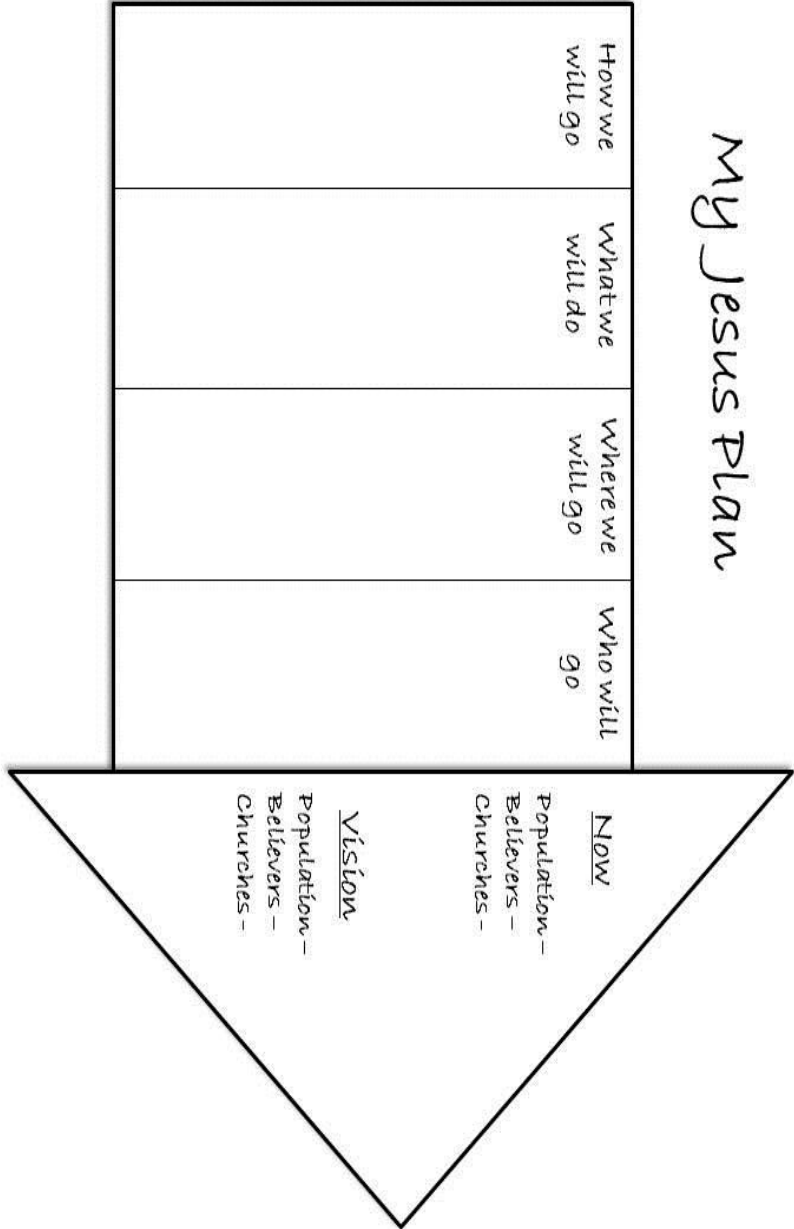 My Jesus Plan
How we
will go
What we
will do
Where we
will go
Who will
go
Now
Population –
Believers –
Churches -
Vision
Population –
Believers –
Churches -